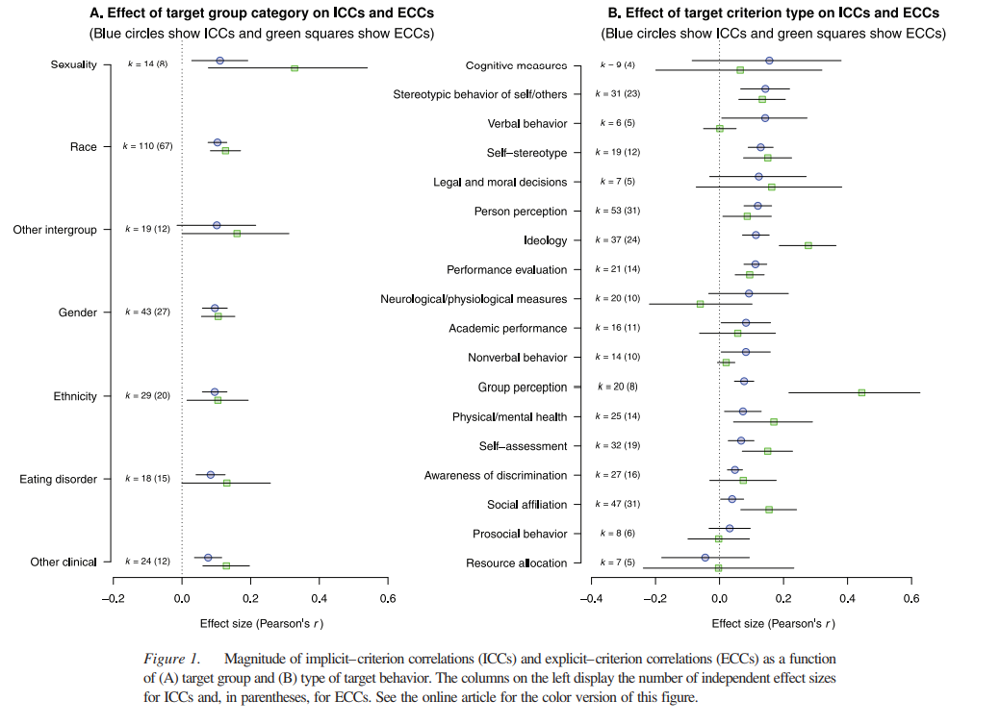 A. Effect of target group category on ICCs and ECCs
(Blue circles show ICCs and green squares show ECCs)
Sexuality k = 14 (8)
Race k = 110 (67)
Other intergroup k = 19 (12)
Gender k = 43 (27)
Ethnicity k = 29 (20)
Eating disorder k = 18 (15)
Other clinical k = 24 (12)
−0.2 0.0 0.2 0.4 0.6
Effect size (Pearson's r)
B. Effect of target criterion type on ICCs and ECCs
(Blue circles show ICCs and green squares show ECCs)
Cognitive measures k = 9 (4)
Stereotypic behavior of self/others k = 31 (23)
Verbal behavior k = 6 (5)
Self−stereotype k = 19 (12)
Legal and moral decisions k = 7 (5)
Person perception k = 53 (31)
Ideology k = 37 (24)
Performance evaluation k = 21 (14)
Neurological/physiological measures k = 20 (10)
Academic performance k = 16 (11)
Nonverbal behavior k = 14 (10)
Group perception k = 20 (8)
Physical/mental health k = 25 (14)
Self−assessment k = 32 (19)
Awareness of discrimination k = 27 (16)
Social affiliation k = 47 (31)
Prosocial behavior k = 8 (6)
Resource allocation k = 7 (5)
−0.4 −0.2 0.0 0.2 0.4 0.6
Effect size (Pearson's r)
Figure 1. Magnitude of implicit–criterion correlations (ICCs) and explicit–criterion correlations (ECCs) as a function
of (A) target group and (B) type of target behavior. The columns on the left display the number of independent effect sizes
for ICCs and, in parentheses, for ECCs. See the online article for the color version of this figure.